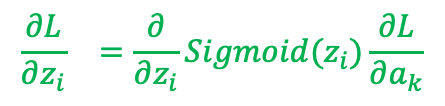 ∂L/∂z_i = ∂/∂z_i Sigmoid(z_i) ∂L/∂a_k